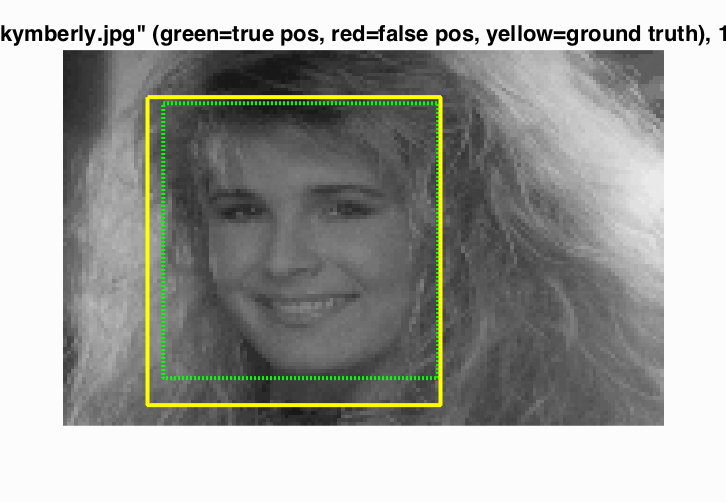 kymberly.jpg" (green=true pos, red=false pos, yellow=ground truth), 1